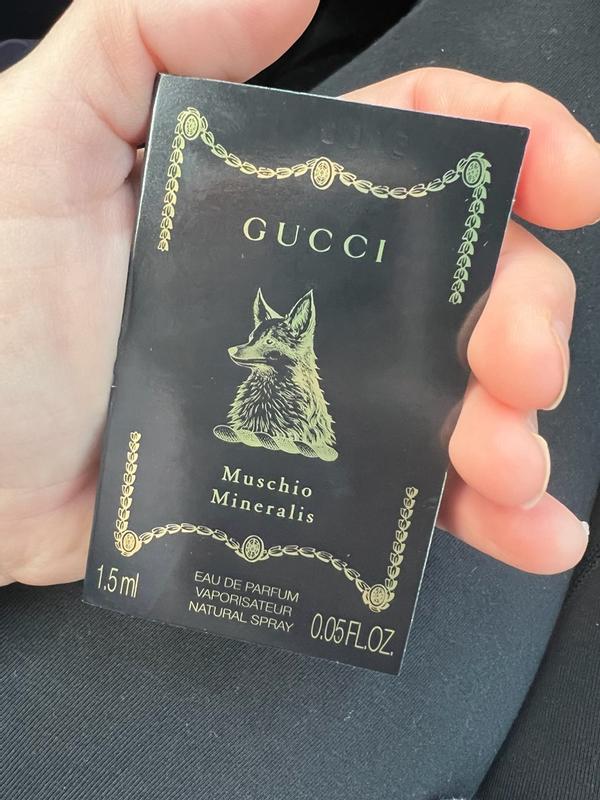 GUCCI
Muschio
Mineralis
1.5 ml
EAU DE PARFUM
VAPORISATEUR
NATURAL SPRAY
0.05 FL.OZ.